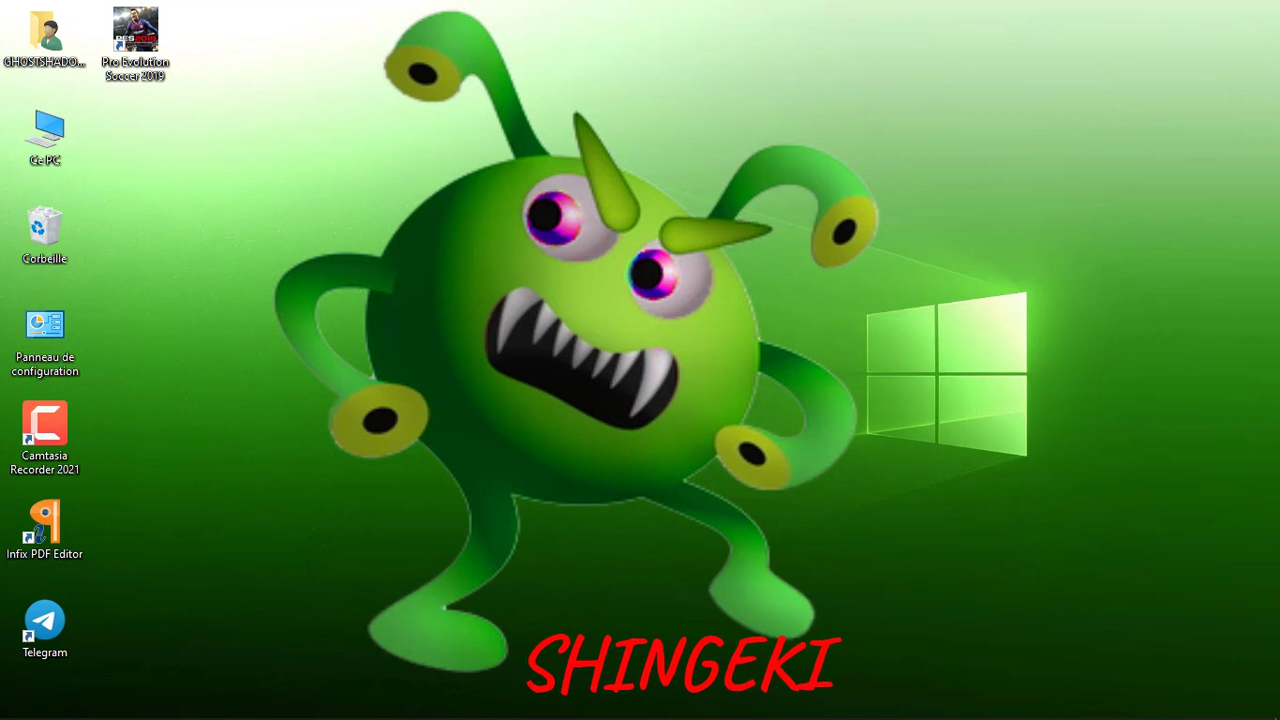 GHOSTSHADO...
Pro Evolution
Soccer 2019
PES2019
Ce PC
Corbeille
Panneau de
configuration
Camtasia
Recorder 2021
Infix PDF Editor
Telegram
SHINGEKI